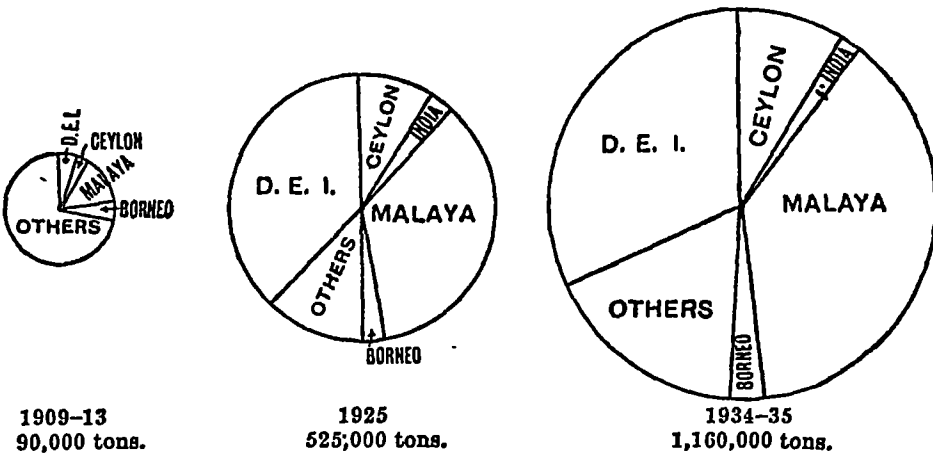 D.E.I.
CEYLON
MALAYA
BORNEO
OTHERS
1909-13
90,000 tons.
CEYLON
INDIA
D. E. I.
MALAYA
OTHERS
BORNEO
1925
525,000 tons.
CEYLON
INDIA
D. E. I.
MALAYA
OTHERS
BORNEO
1934-35
1,160,000 tons.